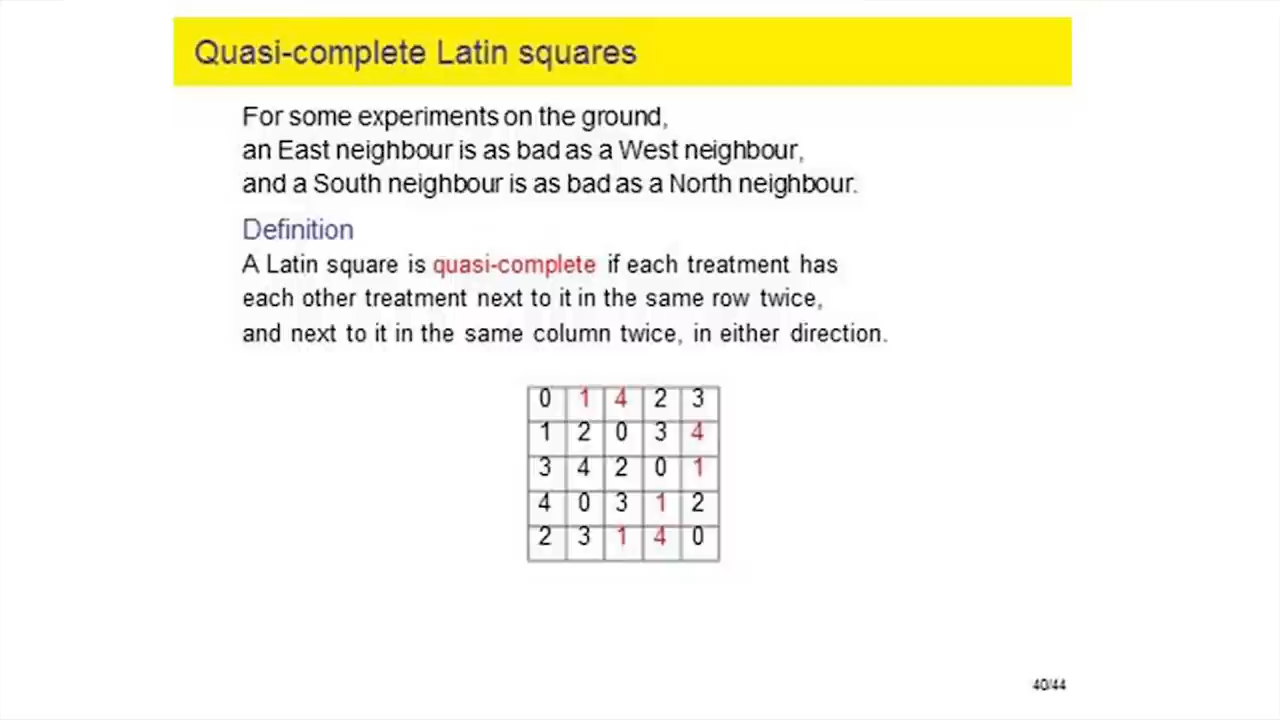 Quasi-complete Latin squares
For some experiments on the ground,
an East neighbour is as bad as a West neighbour,
and a South neighbour is as bad as a North neighbour.
Definition
A Latin square is quasi-complete if each treatment has
each other treatment next to it in the same row twice,
and next to it in the same column twice, in either direction.
0 1 4 2 3
1 2 0 3 4
3 4 2 0 1
4 0 3 1 2
2 3 1 4 0
40/44